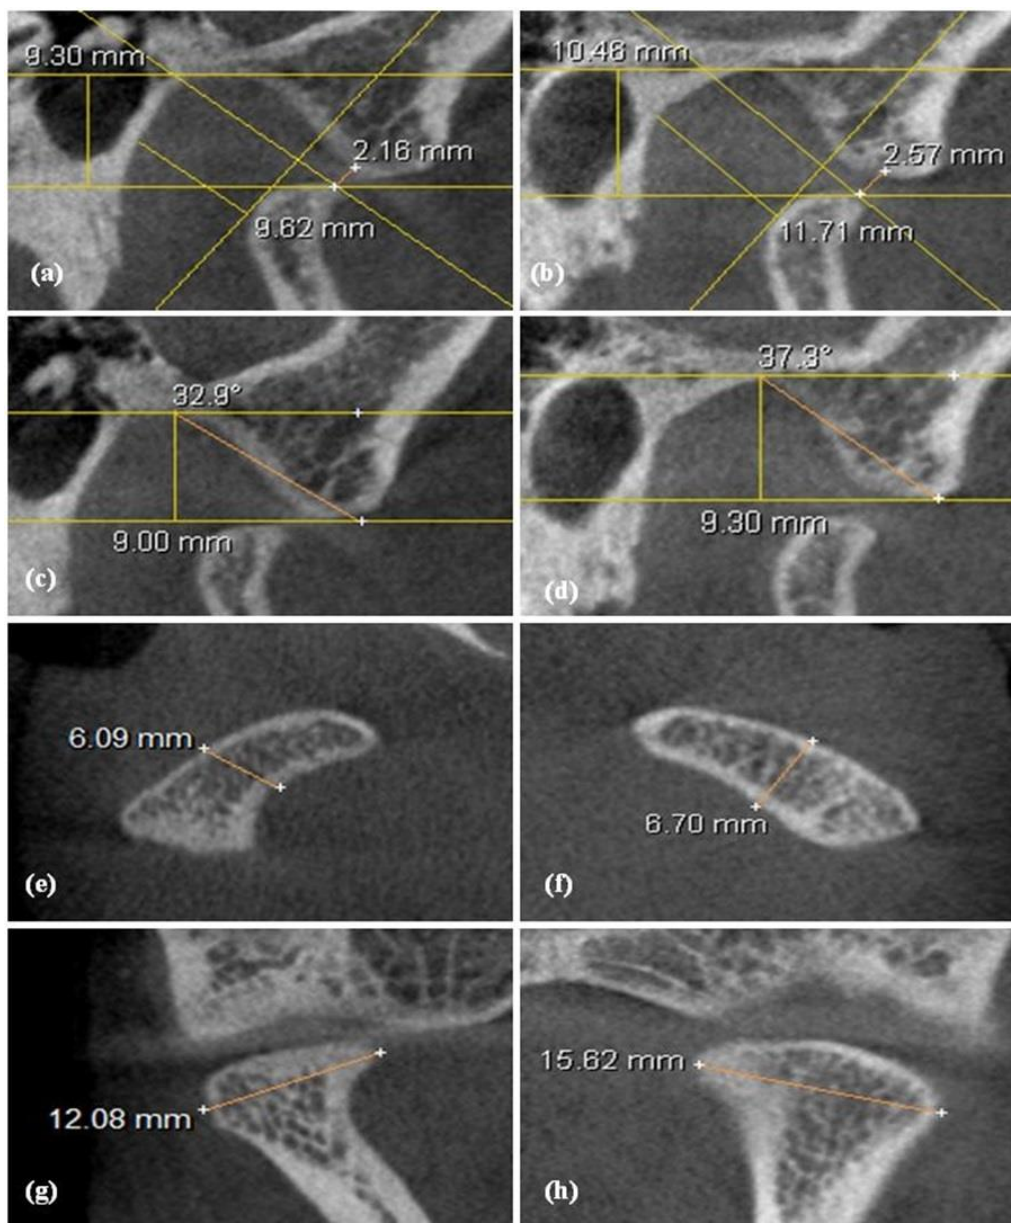 9.30 mm
2.16 mm
9.62 mm
(a)
10.46 mm
2.57 mm
11.71 mm
(b)
32.9°
9.00 mm
(c)
37.3°
9.30 mm
(d)
6.09 mm
(e)
6.70 mm
(f)
12.08 mm
(g)
15.62 mm
(h)